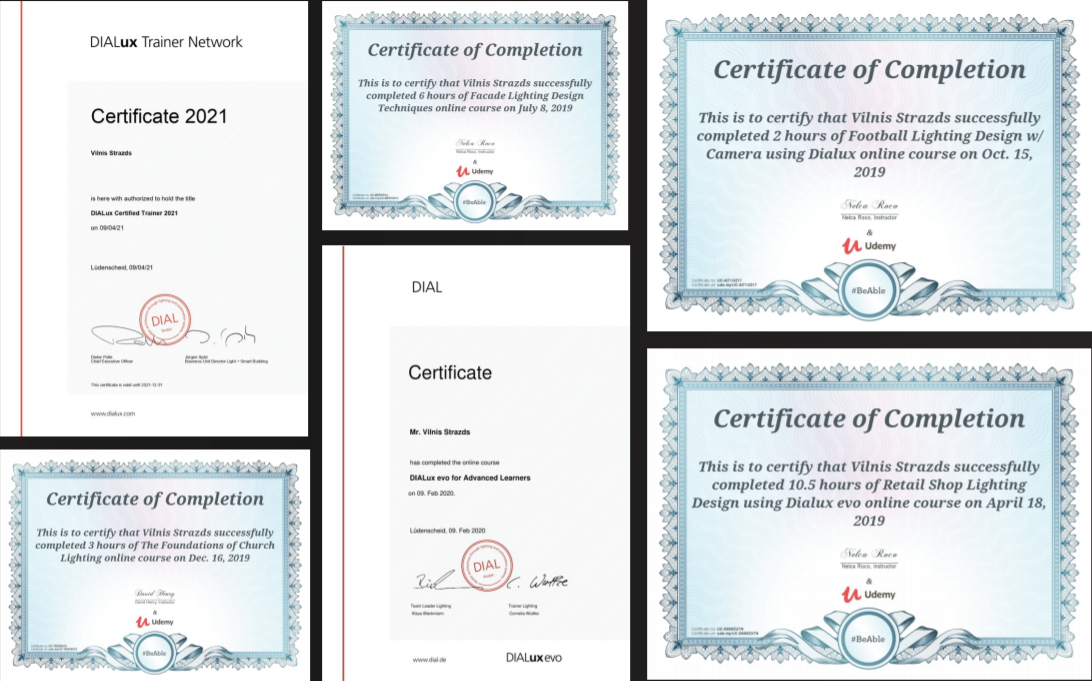 DIALux Trainer Network
Certificate 2021
Vilnis Strazds
is here with authorized to hold the title
DIALux Certified Trainer 2021
on 09/04/21
Lüdenscheid, 09/04/21
DIAL
Chief Executive Officer
Business Unit Director Light + Smart Building
This certificate is valid until 2021-12-31
www.dialux.com
Certificate of Completion
This is to certify that Vilnis Strazds successfully
completed 3 hours of The Foundations of Church
Lighting online course on Dec. 16, 2019
David Henry
David Henry, Instructor
&
Udemy
#BeAble
Certificate of Completion
This is to certify that Vilnis Strazds successfully
completed 6 hours of Facade Lighting Design
Techniques online course on July 8, 2019
Nelca Roco
Nelca Roco, Instructor
&
Udemy
#BeAble
DIAL
Certificate
Mr. Vilnis Strazds
has completed the online course
DIALux evo for Advanced Learners
on 09. Feb 2020.
Lüdenscheid, 09. Feb 2020
DIAL
Team Leader Lighting
Trainer Lighting
www.dial.de
DIALux evo
Certificate of Completion
This is to certify that Vilnis Strazds successfully
completed 2 hours of Football Lighting Design w/
Camera using Dialux online course on Oct. 15,
2019
Nelca Roco
Nelca Roco, Instructor
&
Udemy
#BeAble
Certificate of Completion
This is to certify that Vilnis Strazds successfully
completed 10.5 hours of Retail Shop Lighting
Design using Dialux evo online course on April 18,
2019
Nelca Roco
Nelca Roco, Instructor
&
Udemy
#BeAble